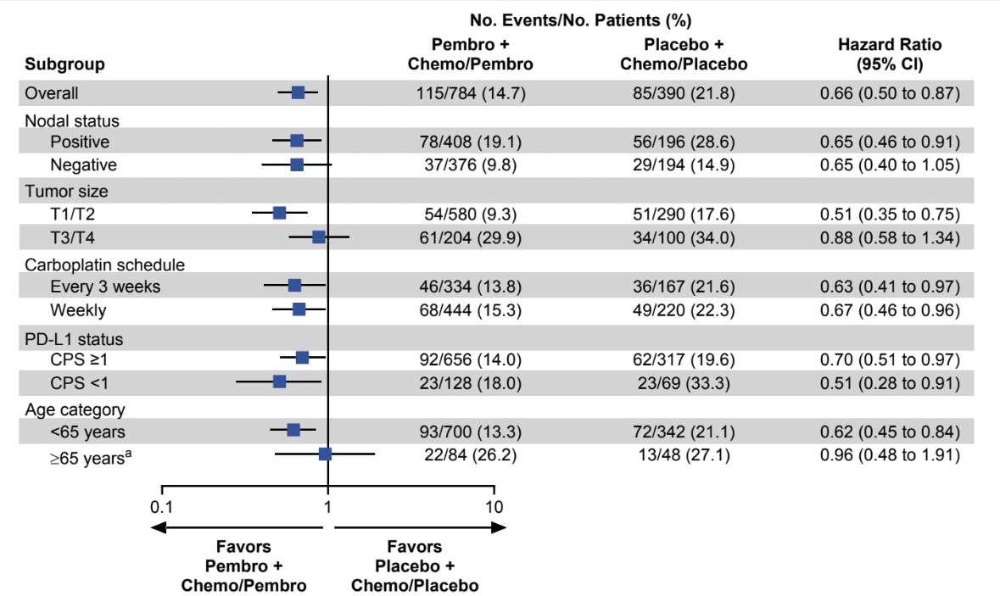 No. Events/No. Patients (%)
Subgroup Pembro + Chemo/Pembro Placebo + Chemo/Placebo Hazard Ratio (95% CI)
Overall 115/784 (14.7) 85/390 (21.8) 0.66 (0.50 to 0.87)
Nodal status
Positive 78/408 (19.1) 56/196 (28.6) 0.65 (0.46 to 0.91)
Negative 37/376 (9.8) 29/194 (14.9) 0.65 (0.40 to 1.05)
Tumor size
T1/T2 54/580 (9.3) 51/290 (17.6) 0.51 (0.35 to 0.75)
T3/T4 61/204 (29.9) 34/100 (34.0) 0.88 (0.58 to 1.34)
Carboplatin schedule
Every 3 weeks 46/334 (13.8) 36/167 (21.6) 0.63 (0.41 to 0.97)
Weekly 68/444 (15.3) 49/220 (22.3) 0.67 (0.46 to 0.96)
PD-L1 status
CPS ≥1 92/656 (14.0) 62/317 (19.6) 0.70 (0.51 to 0.97)
CPS <1 23/128 (18.0) 23/69 (33.3) 0.51 (0.28 to 0.91)
Age category
<65 years 93/700 (13.3) 72/342 (21.1) 0.62 (0.45 to 0.84)
≥65 yearsᵃ 22/84 (26.2) 13/48 (27.1) 0.96 (0.48 to 1.91)
0.1 1 10
Favors Pembro + Chemo/Pembro
Favors Placebo + Chemo/Placebo